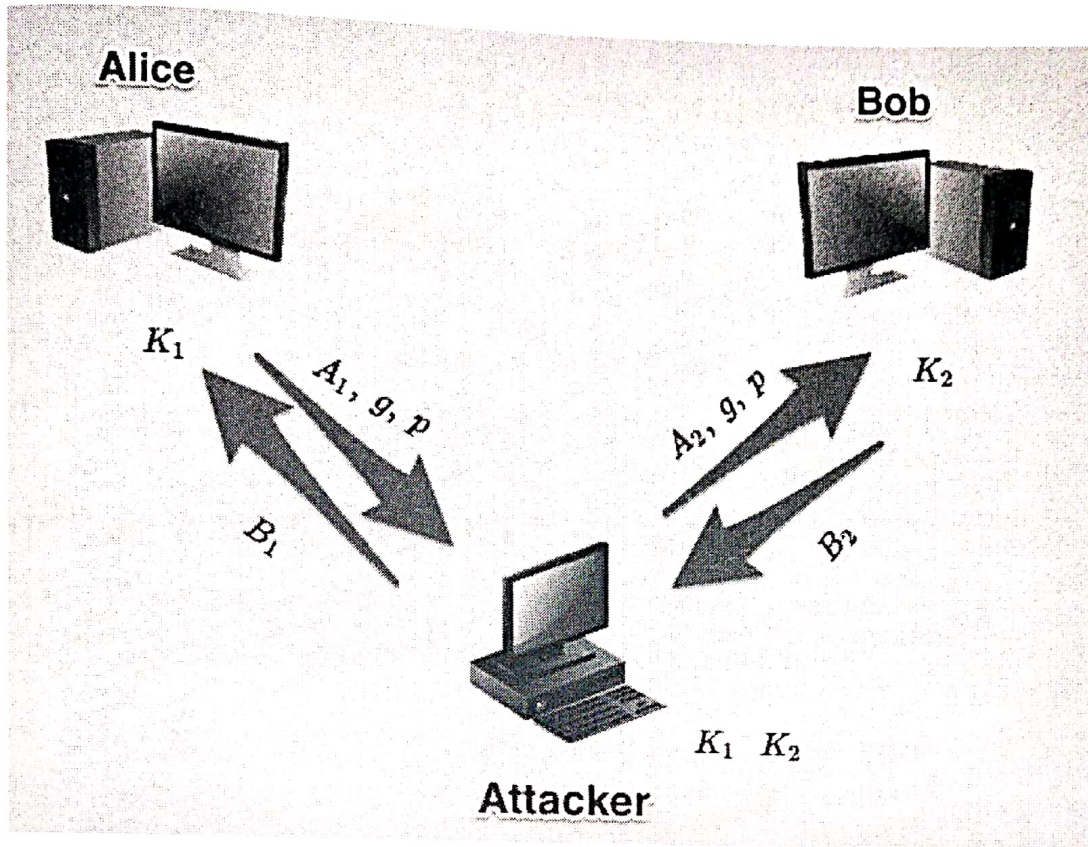 Alice
Bob
K₁
A₁, g, p
B₁
A₂, g, p
K₂
B₂
K₁ K₂
Attacker